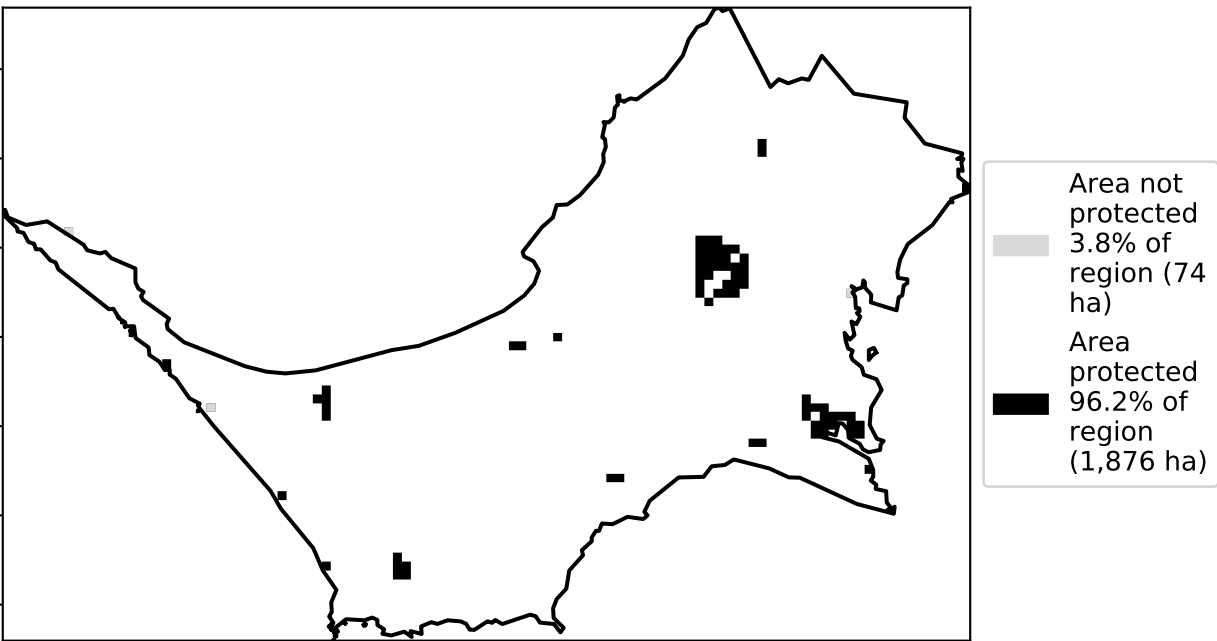 Area not
protected
3.8% of
region (74
ha)
Area
protected
96.2% of
region
(1,876 ha)